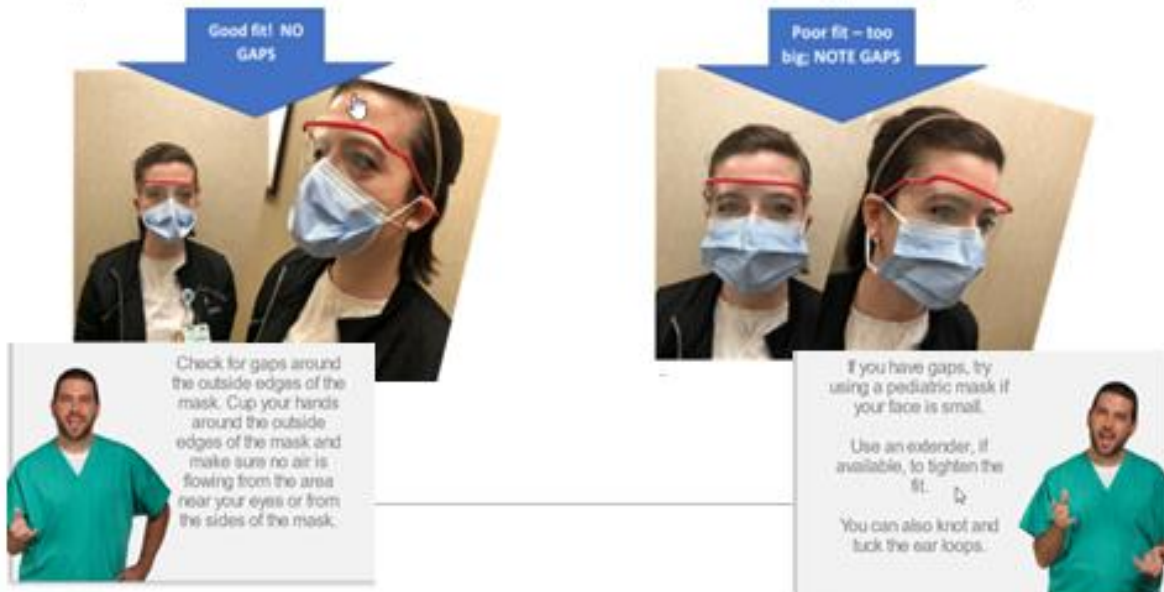 Good fit! NO
GAPS
Poor fit – too
big; NOTE GAPS
Check for gaps around
the outside edges of the
mask. Cup your hands
around the outside
edges of the mask and
make sure no air is
flowing from the area
near your eyes or from
the sides of the mask.
If you have gaps, try
using a pediatric mask if
your face is small.
Use an extender, if
available, to tighten the
fit.
You can also knot and
tuck the ear loops.